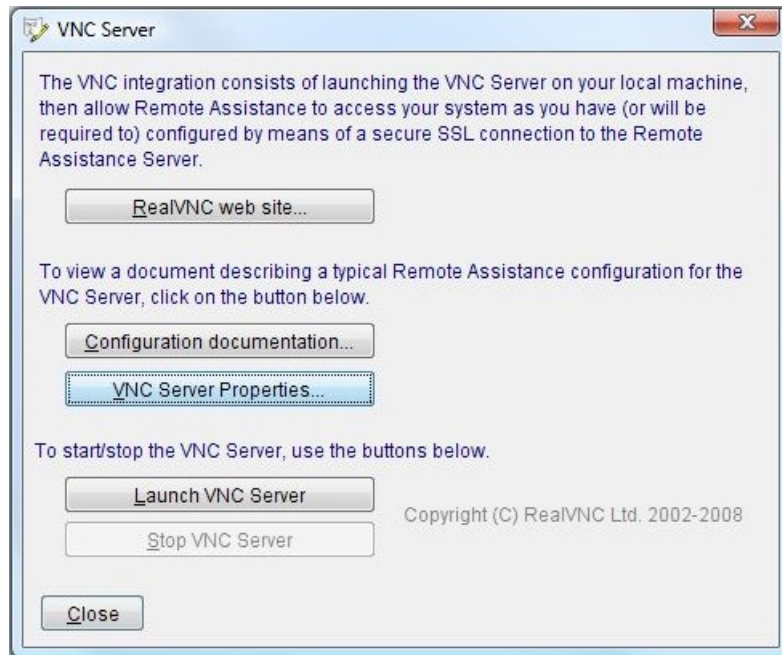 VNC Server
The VNC integration consists of launching the VNC Server on your local machine,
then allow Remote Assistance to access your system as you have (or will be
required to) configured by means of a secure SSL connection to the Remote
Assistance Server.
RealVNC web site...
To view a document describing a typical Remote Assistance configuration for the
VNC Server, click on the button below.
Configuration documentation...
VNC Server Properties...
To start/stop the VNC Server, use the buttons below.
Launch VNC Server
Copyright (C) RealVNC Ltd. 2002-2008
Stop VNC Server
Close